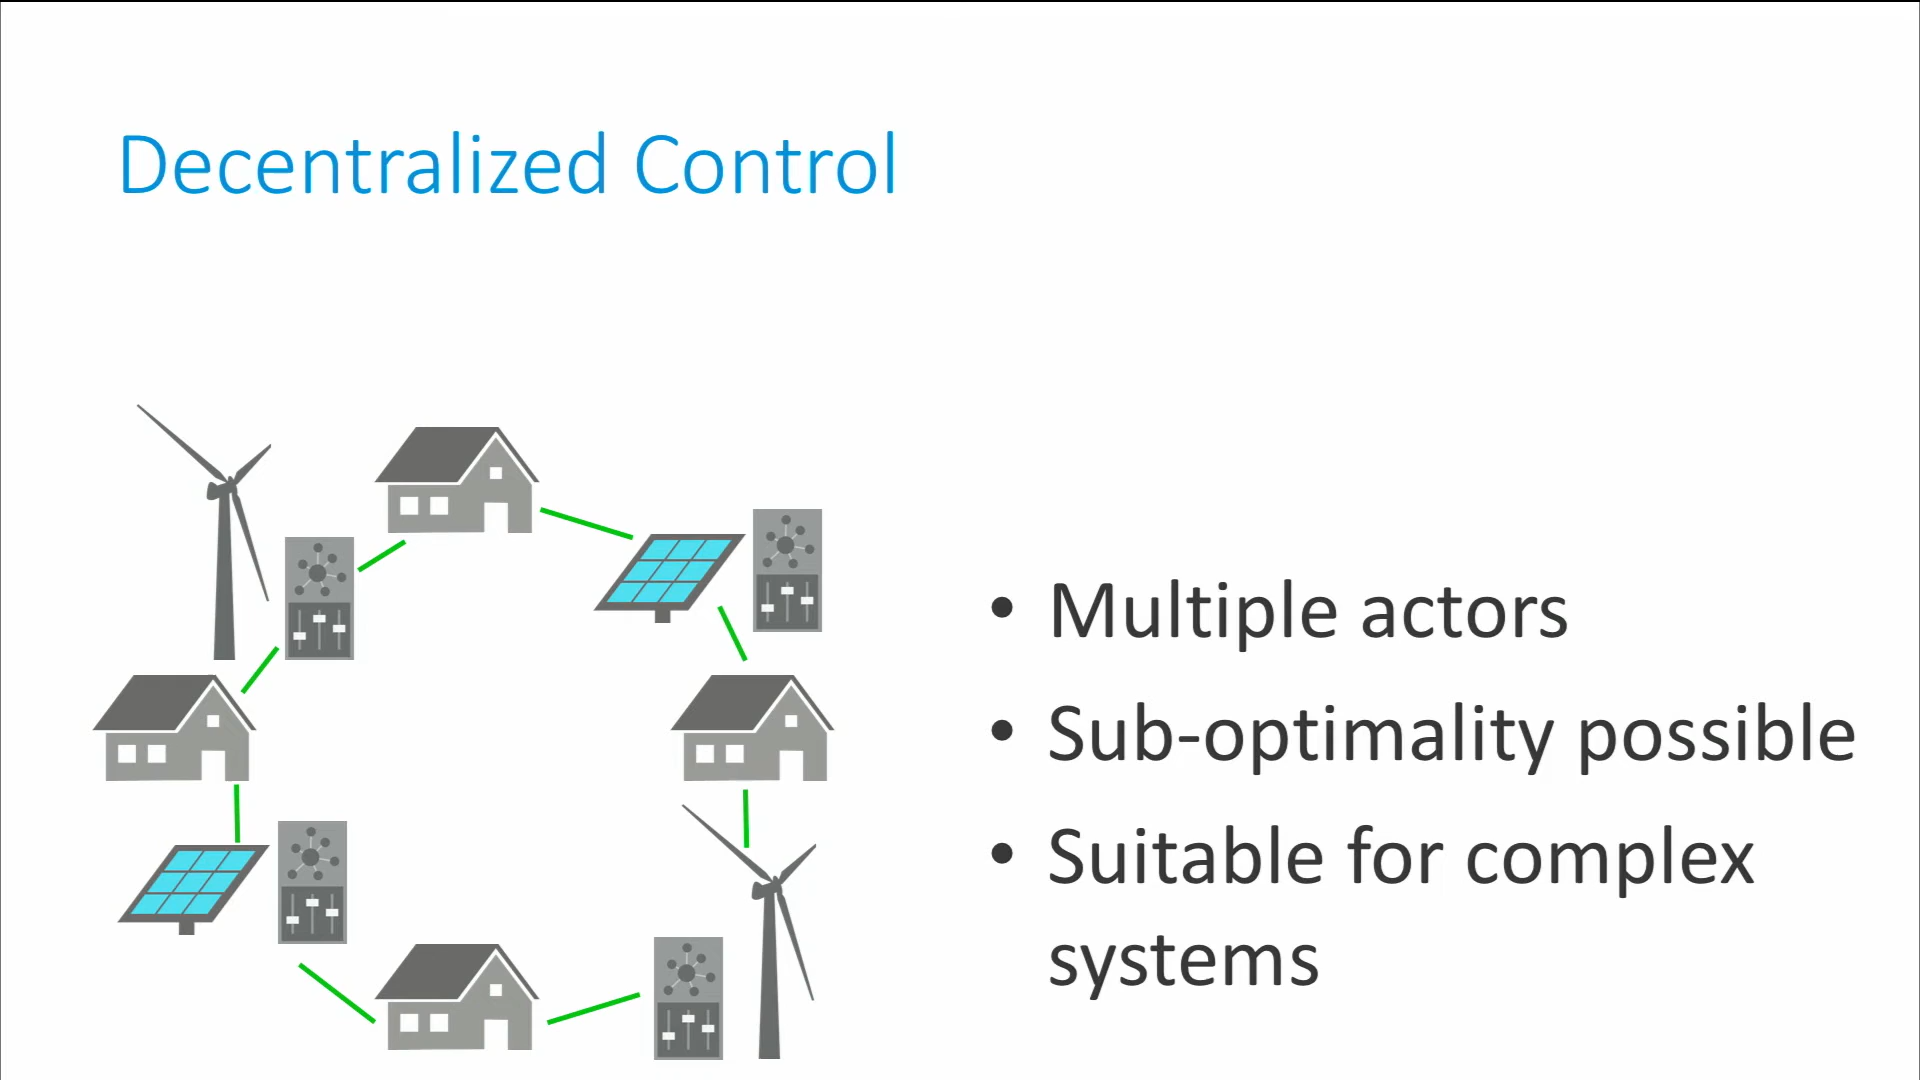 Decentralized Control
• Multiple actors
• Sub-optimality possible
• Suitable for complex
systems